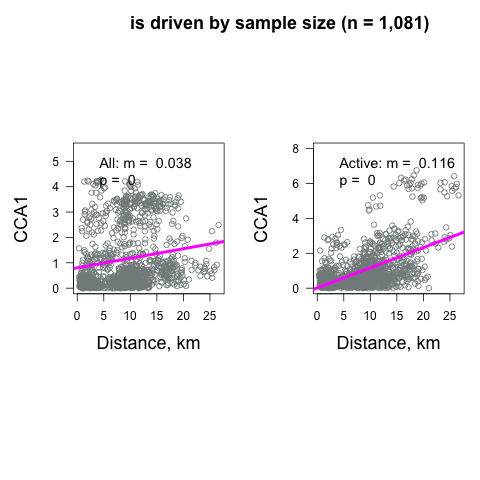 is driven by sample size (n = 1,081)
All: m = 0.038
p = 0
CCA1
5
4
3
2
1
0
0 5 10 15 20 25
Distance, km
Active: m = 0.116
p = 0
CCA1
8
6
4
2
0
0 5 10 15 20 25
Distance, km